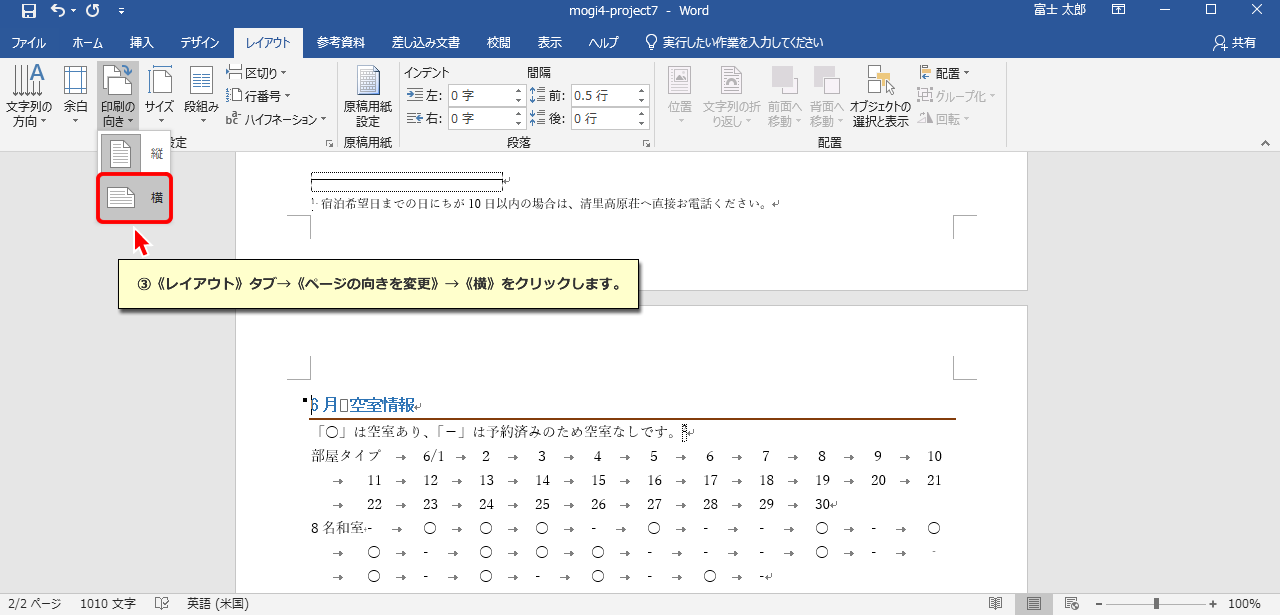 mogi4-project7 - Word
富士 太郎
ファイル ホーム 挿入 デザイン レイアウト 参考資料 差し込み文書 校閲 表示 ヘルプ 実行したい作業を入力してください 共有
文字列の方向
余白
印刷の向き
サイズ
段組み
区切り
行番号
ハイフネーション
設定
原稿用紙設定
原稿用紙
インデント
左: 0 字
右: 0 字
間隔
前: 0.5 行
後: 0 行
段落
位置
文字列の折り返し
前面へ移動
背面へ移動
オブジェクトの選択と表示
配置
グループ化
回転
配置
縦
横
宿泊希望日までの日にちが 10 日以内の場合は、清里高原荘へ直接お電話ください。
③《レイアウト》タブ→《ページの向きを変更》→《横》をクリックします。
6 月 空室情報
「〇」は空室あり、「－」は予約済みのため空室なしです。
部屋タイプ → 6/1 → 2 → 3 → 4 → 5 → 6 → 7 → 8 → 9 → 10
→ 11 → 12 → 13 → 14 → 15 → 16 → 17 → 18 → 19 → 20 → 21
→ 22 → 23 → 24 → 25 → 26 → 27 → 28 → 29 → 30
8 名和室 - → 〇 → 〇 → 〇 → - → 〇 → - → - → 〇 → - → 〇
→ 〇 → - → 〇 → 〇 → 〇 → - → - → - → 〇 → - → -
→ 〇 → - → 〇 → - → 〇 → - → 〇 → -
2/2 ページ 1010 文字 英語 (米国) 100%